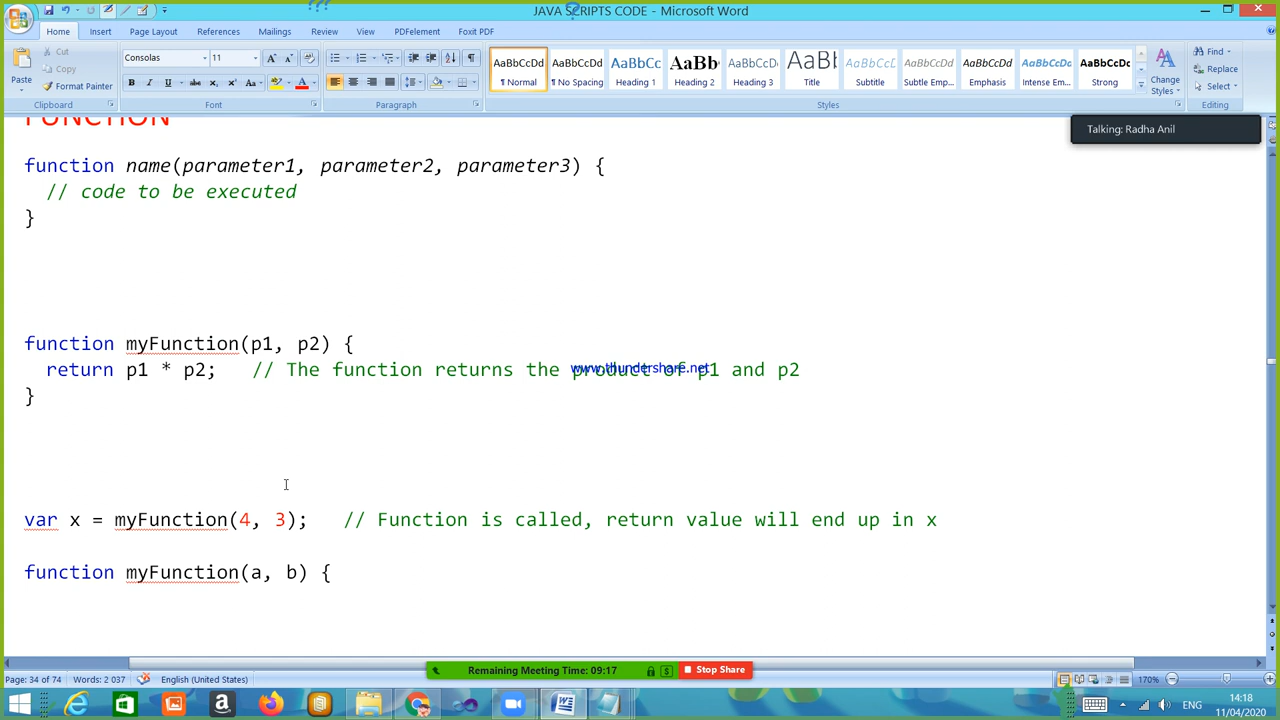 JAVA SCRIPTS CODE - Microsoft Word
Home Insert Page Layout References Mailings Review View PDFelement Foxit PDF
Paste
Cut
Copy
Format Painter
Clipboard
Consolas 11
Font
Paragraph
AaBbCcDd AaBbCcDd AaBbCc AaBb AaBbCcDd AaBl AaBbCcL AaBbCcDd AaBbCcDd AaBbCcDd AaBbCcDc
¶ Normal ¶ No Spacing Heading 1 Heading 2 Heading 3 Title Subtitle Subtle Emp... Emphasis Intense Em... Strong
Change Styles
Styles
Find
Replace
Select
Editing
Talking: Radha Anil
FUNCTION
function name(parameter1, parameter2, parameter3) {
// code to be executed
}
function myFunction(p1, p2) {
return p1 * p2; // The function returns the product of p1 and p2
www.thundershare.net
}
var x = myFunction(4, 3); // Function is called, return value will end up in x
function myFunction(a, b) {
Remaining Meeting Time: 09:17 Stop Share
Page: 34 of 74 Words: 2 037 English (United States) 170%
ENG
14:18
11/04/2020